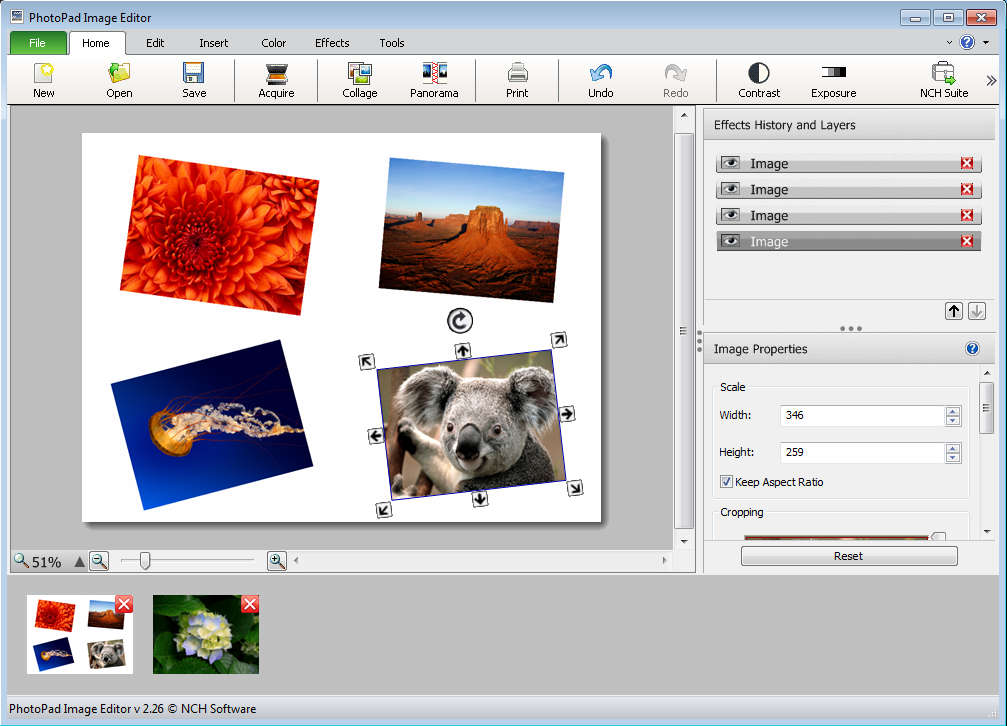 PhotoPad Image Editor
File Home Edit Insert Color Effects Tools
New Open Save Acquire Collage Panorama Print Undo Redo Contrast Exposure NCH Suite
Effects History and Layers
Image
Image
Image
Image
Image Properties
Scale
Width: 346
Height: 259
Keep Aspect Ratio
Cropping
Reset
51%
PhotoPad Image Editor v 2.26 © NCH Software